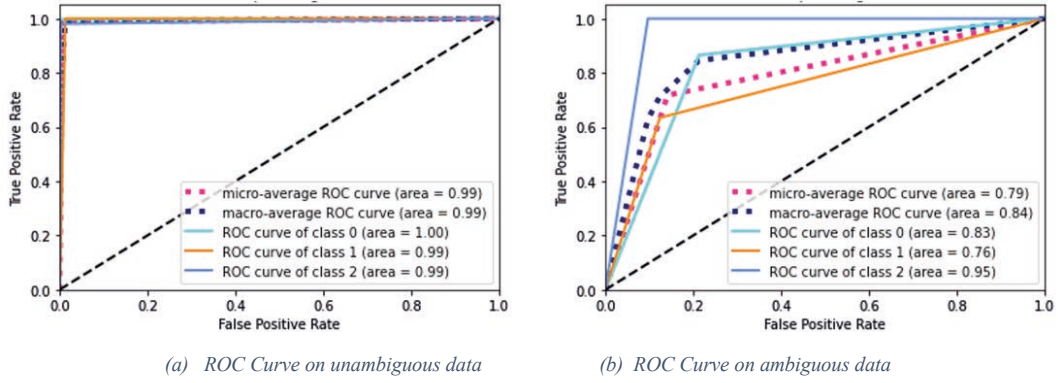 1.0
0.8
0.6
0.4
0.2
0.0
True Positive Rate
micro-average ROC curve (area = 0.99)
macro-average ROC curve (area = 0.99)
ROC curve of class 0 (area = 1.00)
ROC curve of class 1 (area = 0.99)
ROC curve of class 2 (area = 0.99)
0.0 0.2 0.4 0.6 0.8 1.0
False Positive Rate
(a) ROC Curve on unambiguous data
1.0
0.8
0.6
0.4
0.2
0.0
True Positive Rate
micro-average ROC curve (area = 0.79)
macro-average ROC curve (area = 0.84)
ROC curve of class 0 (area = 0.83)
ROC curve of class 1 (area = 0.76)
ROC curve of class 2 (area = 0.95)
0.0 0.2 0.4 0.6 0.8 1.0
False Positive Rate
(b) ROC Curve on ambiguous data